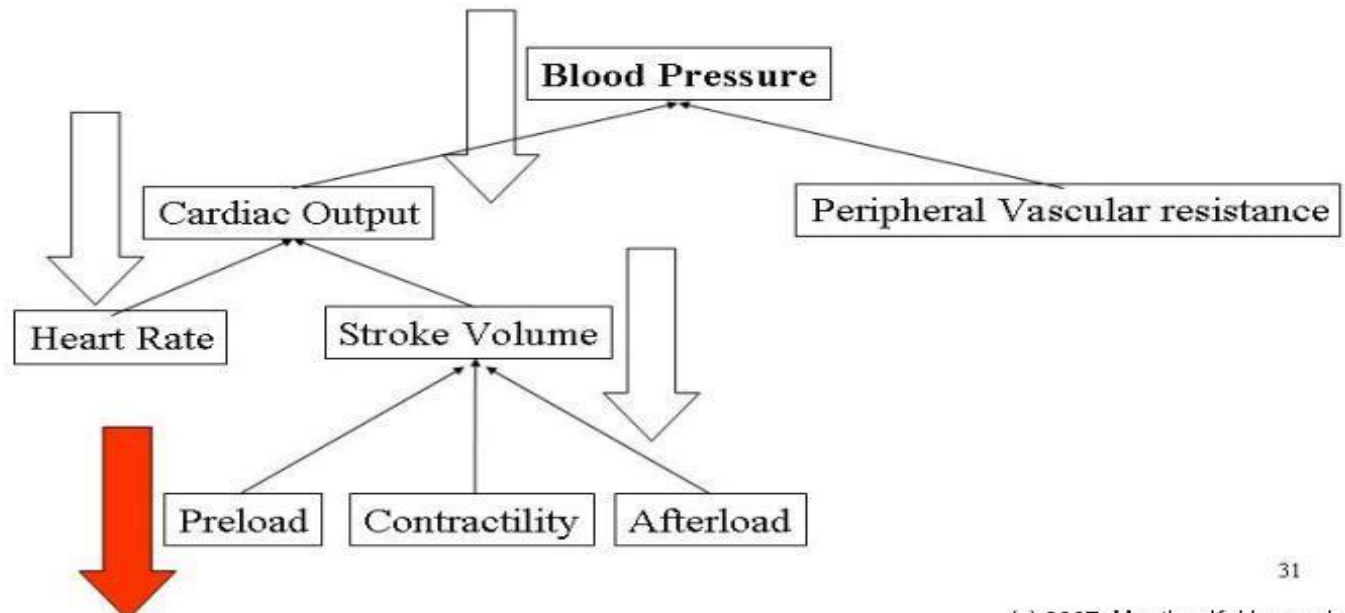 Blood Pressure
Cardiac Output
Peripheral Vascular resistance
Heart Rate
Stroke Volume
Preload
Contractility
Afterload
31